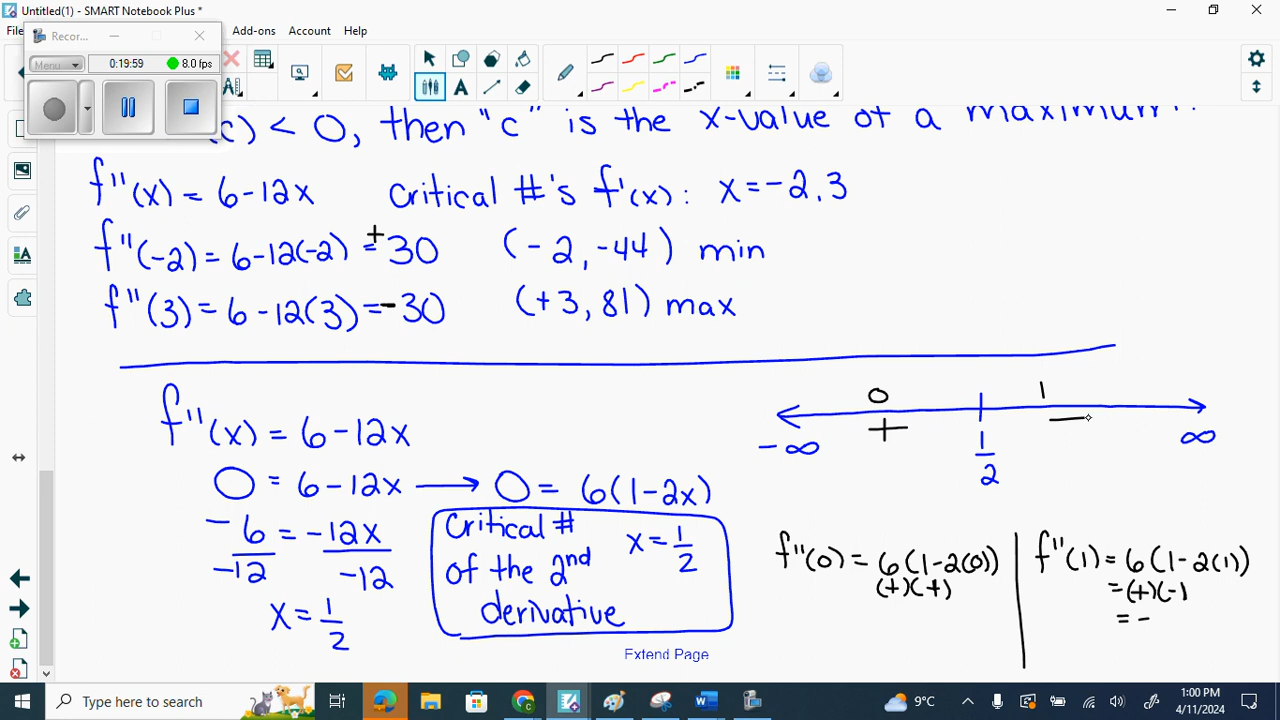 Untitled(1) - SMART Notebook Plus *
Recor...
Add-ons Account Help
Menu
0:19:59
8.0 fps
(c) < 0, then "c" is the x-value of a maximum.
f''(x) = 6-12x critical #'s f'(x): x=-2,3
f''(-2) = 6-12(-2) = +30 (-2, -44) min
f''(3) = 6-12(3) = -30 (+3, 81) max
f''(x) = 6-12x
0 = 6-12x → 0 = 6(1-2x)
-6 = -12x
-12 -12
x = 1/2
Critical #
of the 2nd
derivative
x = 1/2
0 1
+ —
-∞ 1/2 ∞
f''(0) = 6(1-2(0))
(+)(+)
f''(1) = 6(1-2(1)
= (+)(-)
= -
Extend Page
Type here to search
9°C
1:00 PM
4/11/2024